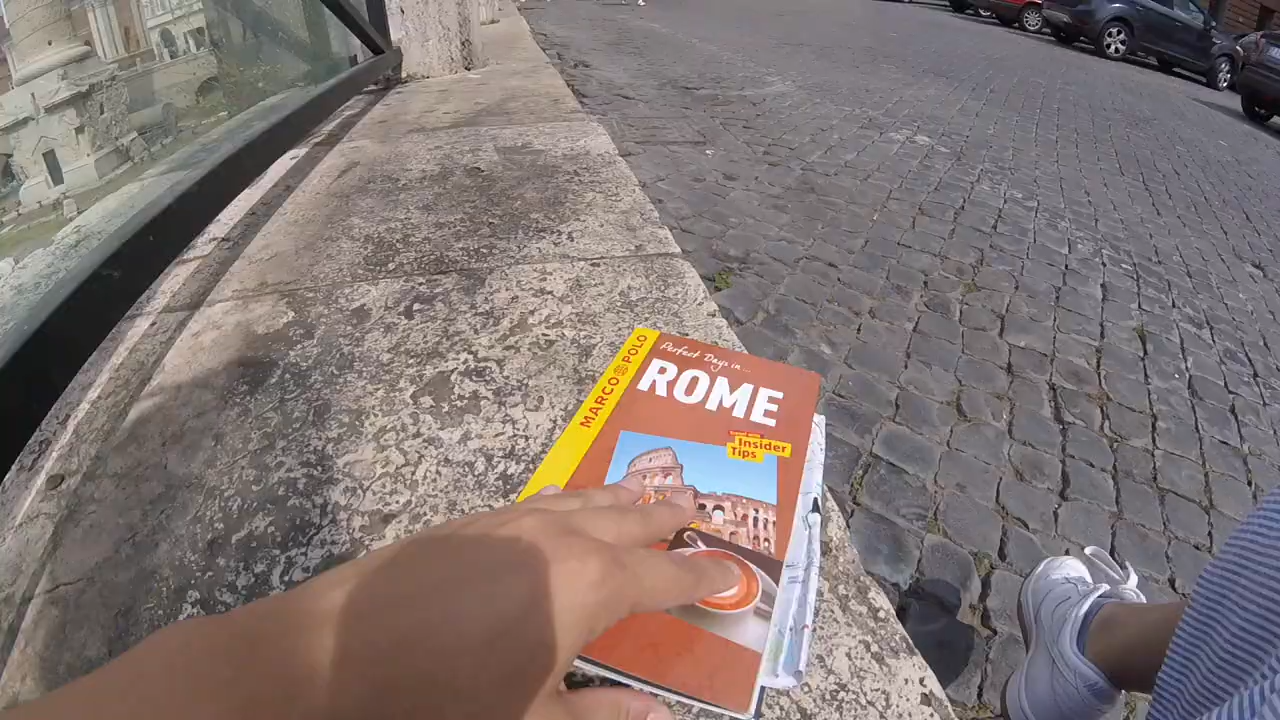 MARCO POLO
Perfect Days in...
ROME
Insider
Tips